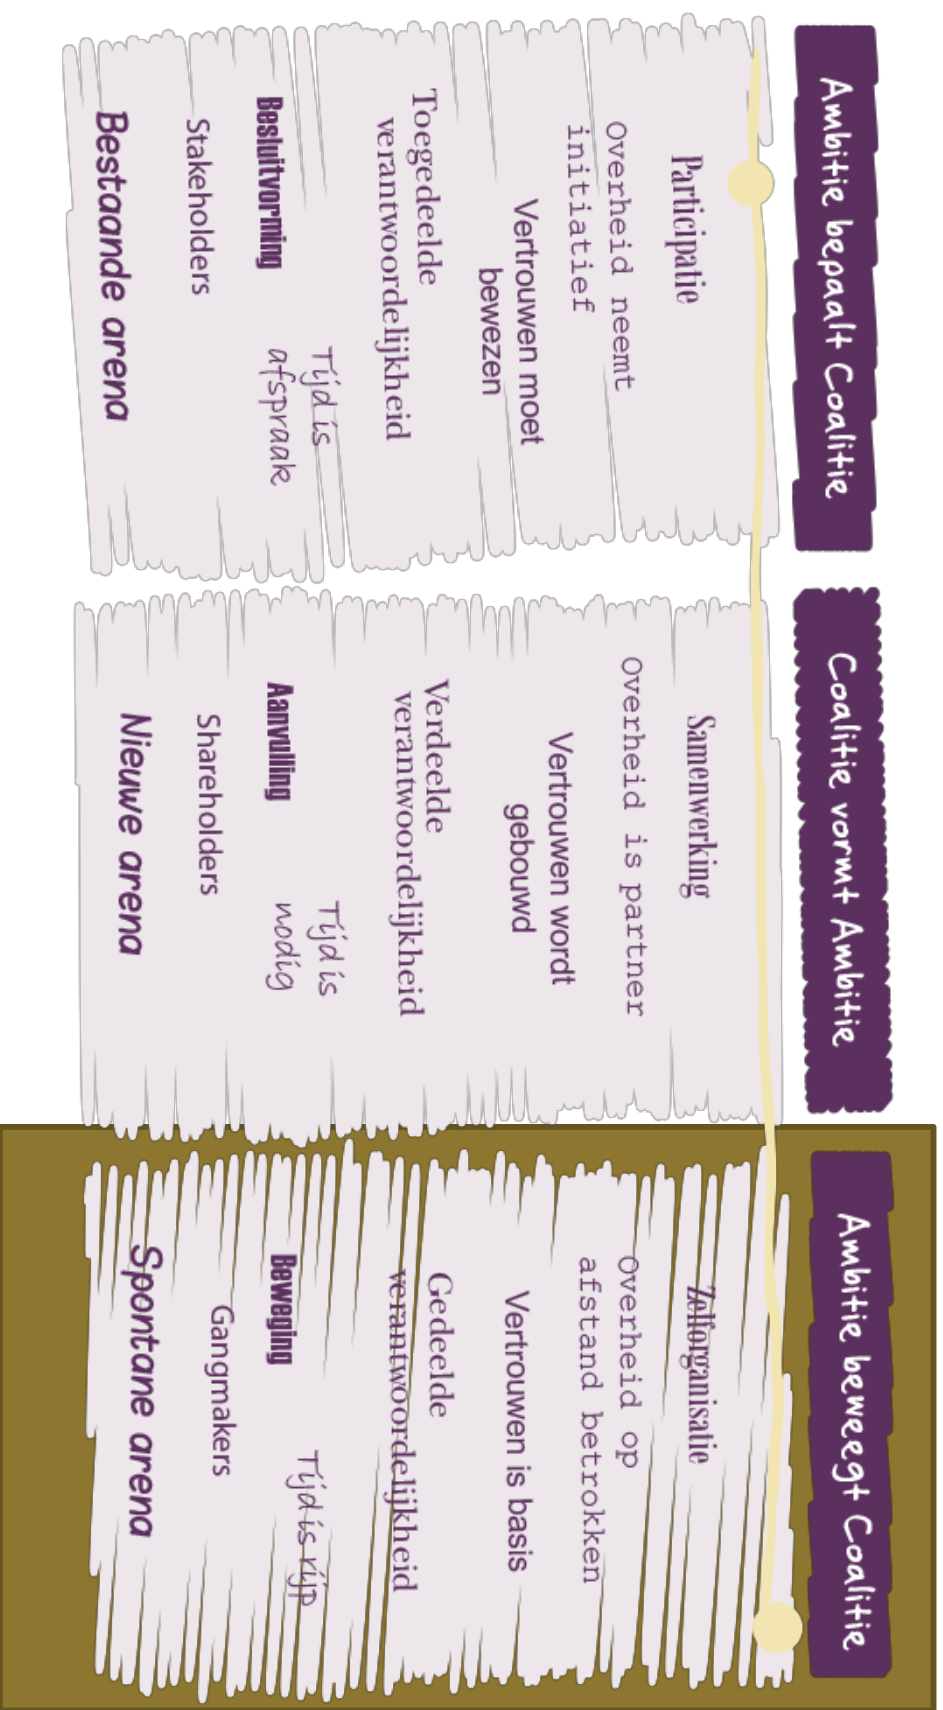 Ambitie bepaalt Coalitie
Participatie
Overheid neemt
initiatief
Vertrouwen moet
bewezen
Toegedeelde
verantwoordelijkheid
Tijd is
afspraak
Besluitvorming
Stakeholders
Bestaande arena
Coalitie vormt Ambitie
Samenwerking
Overheid is partner
Vertrouwen wordt
gebouwd
Verdeelde
verantwoordelijkheid
Tijd is
nodig
Aanvulling
Shareholders
Nieuwe arena
Ambitie beweegt Coalitie
Zelforganisatie
Overheid op
afstand betrokken
Vertrouwen is basis
Gedeelde
verantwoordelijkheid
Tijd is rijp
Beweging
Gangmakers
Spontane arena